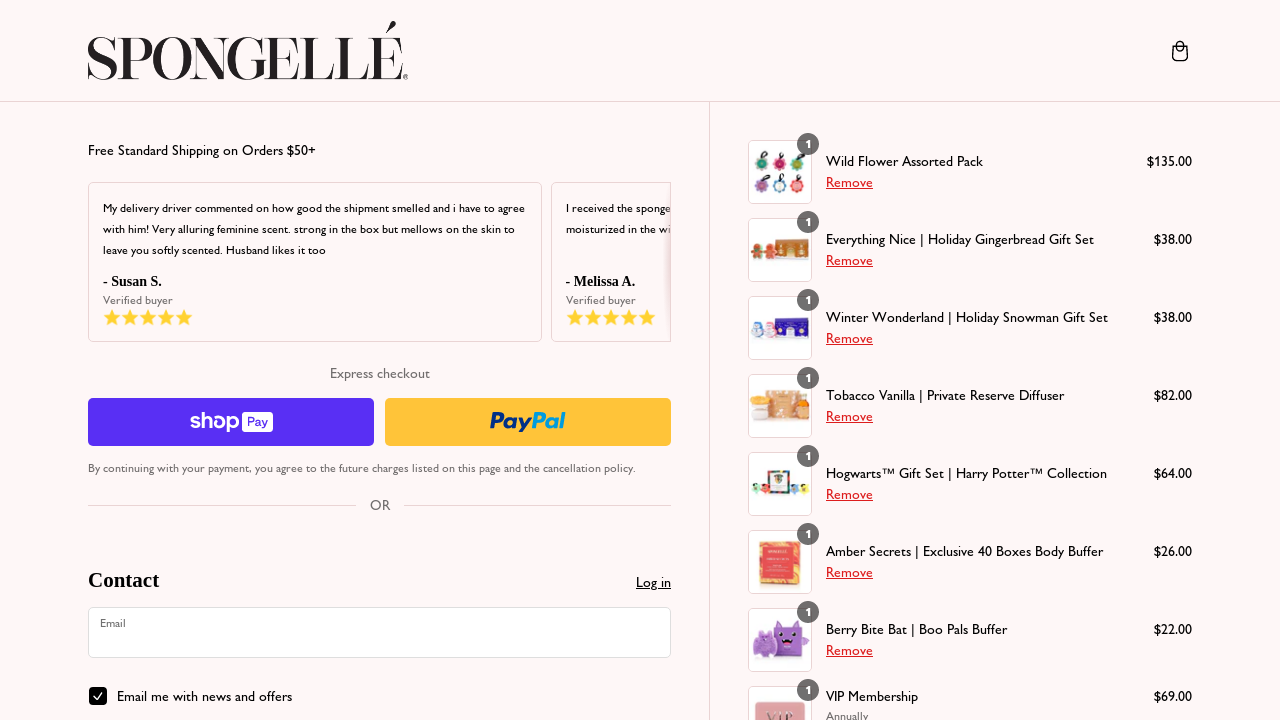 SPONGELLÉ
Free Standard Shipping on Orders $50+
My delivery driver commented on how good the shipment smelled and i have to agree
with him! Very alluring feminine scent. strong in the box but mellows on the skin to
leave you softly scented. Husband likes it too
- Susan S.
Verified buyer
I received the sponge
moisturized in the wi
- Melissa A.
Verified buyer
Express checkout
shop Pay
PayPal
By continuing with your payment, you agree to the future charges listed on this page and the cancellation policy.
OR
Contact
Log in
Email
Email me with news and offers
1
Wild Flower Assorted Pack
$135.00
Remove
1
Everything Nice | Holiday Gingerbread Gift Set
$38.00
Remove
1
Winter Wonderland | Holiday Snowman Gift Set
$38.00
Remove
1
Tobacco Vanilla | Private Reserve Diffuser
$82.00
Remove
1
Hogwarts™ Gift Set | Harry Potter™ Collection
$64.00
Remove
1
Amber Secrets | Exclusive 40 Boxes Body Buffer
$26.00
Remove
1
Berry Bite Bat | Boo Pals Buffer
$22.00
Remove
1
VIP Membership
$69.00
Annually
VIP